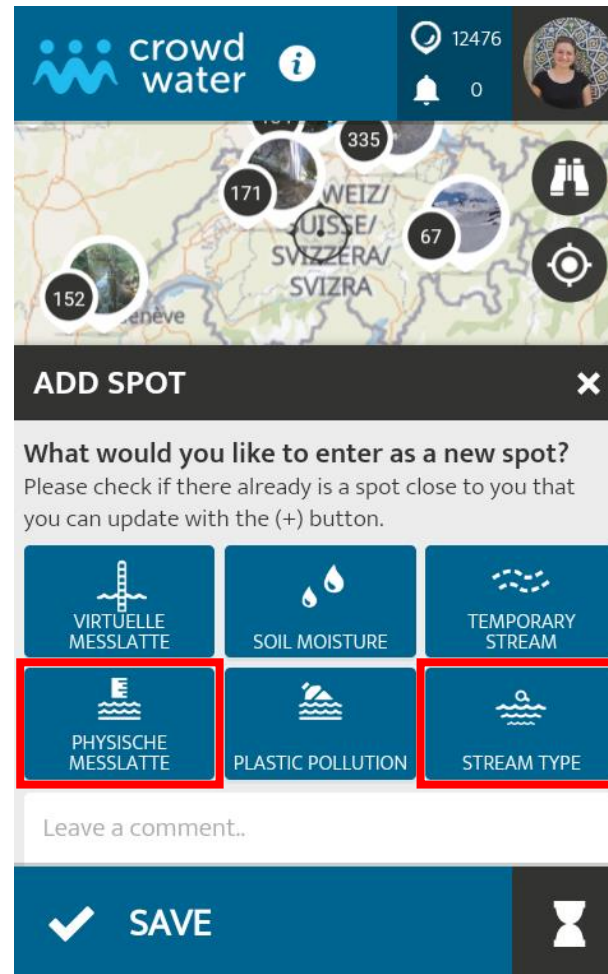 crowd
water
i
12476
0
335
171
WEIZ/
SUISSE/
SVIZZERA/
SVIZRA
67
152
enève
ADD SPOT
What would you like to enter as a new spot?
Please check if there already is a spot close to you that
you can update with the (+) button.
VIRTUELLE
MESSLATTE
SOIL MOISTURE
TEMPORARY
STREAM
PHYSISCHE
MESSLATTE
PLASTIC POLLUTION
STREAM TYPE
Leave a comment..
SAVE